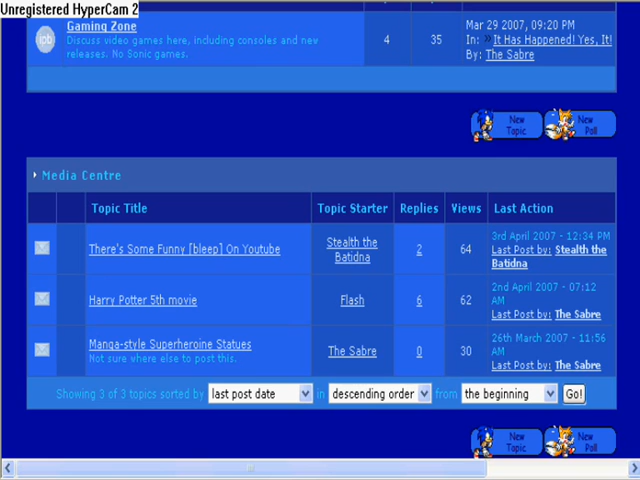 Unregistered HyperCam 2
Gaming Zone
Discuss video games here, including consoles and new
releases. No Sonic games.
4
35
Mar 29 2007, 09:20 PM
In: »It Has Happened! Yes, It!
By: The Sabre
New
Topic
New
Poll
Media Centre
Topic Title
Topic Starter
Replies
Views
Last Action
There's Some Funny [bleep] On Youtube
Stealth the
Batidna
2
64
3rd April 2007 - 12:34 PM
Last Post by: Stealth the
Batidna
Harry Potter 5th movie
Flash
6
62
2nd April 2007 - 07:12
AM
Last Post by: The Sabre
Manga-style Superheroine Statues
Not sure where else to post this.
The Sabre
0
30
26th March 2007 - 11:56
AM
Last Post by: The Sabre
Showing 3 of 3 topics sorted by last post date in descending order from the beginning Go!
New
Topic
New
Poll